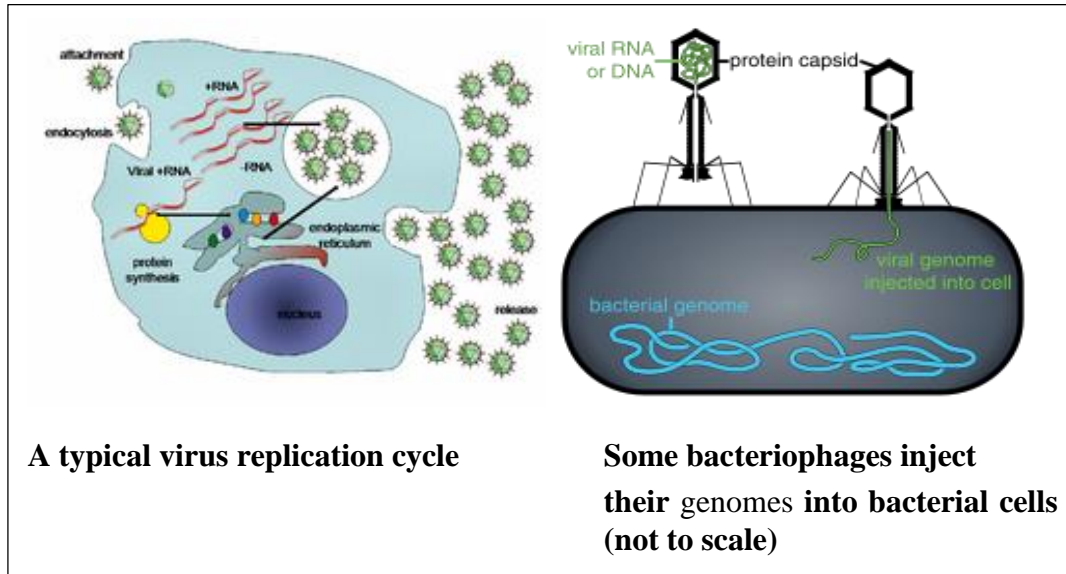 attachment
+RNA
endocytosis
Viral +RNA
-RNA
endoplasmic
reticulum
protein
synthesis
nucleus
release
viral RNA
or DNA
protein capsid
viral genome
injected into cell
bacterial genome
A typical virus replication cycle
Some bacteriophages inject
their genomes into bacterial cells
(not to scale)